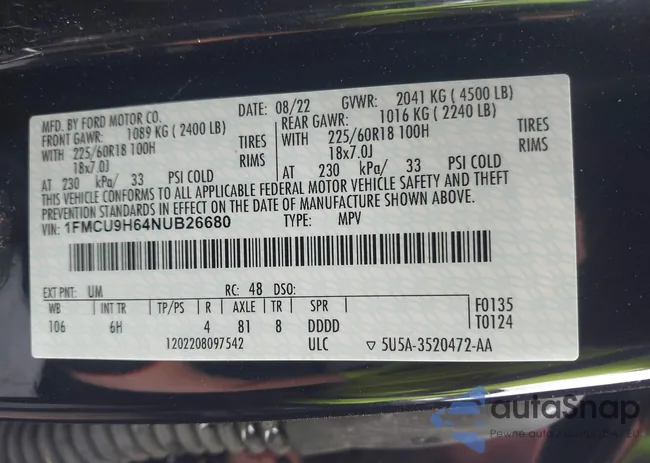 MFD. BY FORD MOTOR CO.
DATE: 08/22 GVWR: 2041 KG ( 4500 LB)
FRONT GAWR: 1089 KG ( 2400 LB) REAR GAWR: 1016 KG ( 2240 LB)
WITH 225/60R18 100H TIRES WITH 225/60R18 100H TIRES
18x7.0J RIMS 18x7.0J RIMS
AT 230 kPa/ 33 PSI COLD AT 230 kPa/ 33 PSI COLD
THIS VEHICLE CONFORMS TO ALL APPLICABLE FEDERAL MOTOR VEHICLE SAFETY AND THEFT
PREVENTION STANDARDS IN EFFECT ON THE DATE OF MANUFACTURE SHOWN ABOVE.
VIN: 1FMCU9H64NUB26680 TYPE: MPV
EXT PNT: UM RC: 48 DSO:
WB INT TR TP/PS R AXLE TR SPR F0135
106 6H 4 81 8 DDDD T0124
1202208097542 ULC ▽ 5U5A-3520472-AA
autaSnap
Pewne auta z